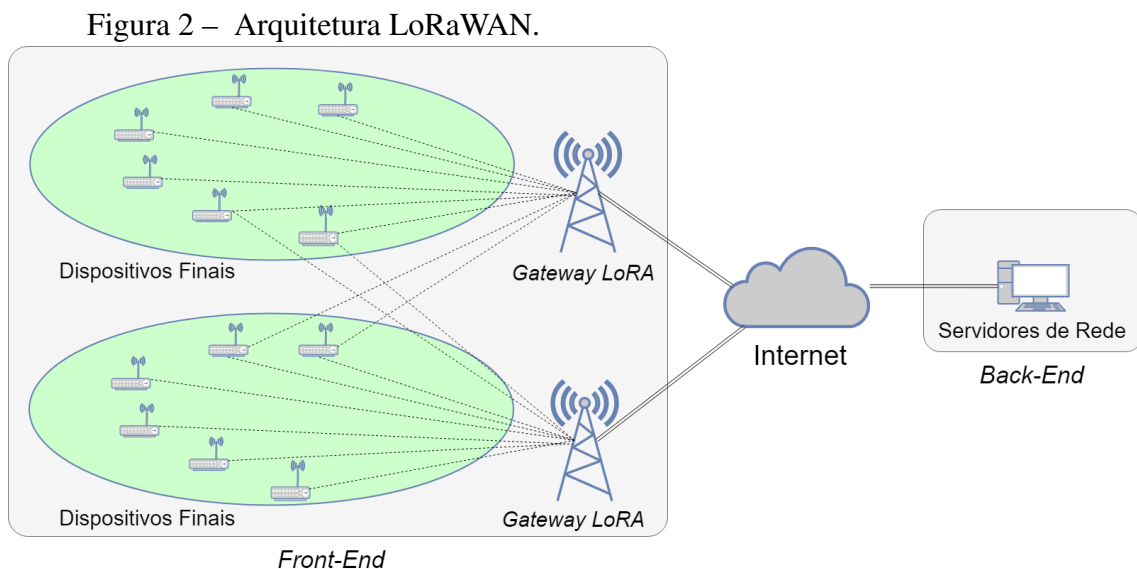 Figura 2 – Arquitetura LoRaWAN.
Dispositivos Finais
Gateway LoRA
Internet
Servidores de Rede
Back-End
Dispositivos Finais
Gateway LoRA
Front-End